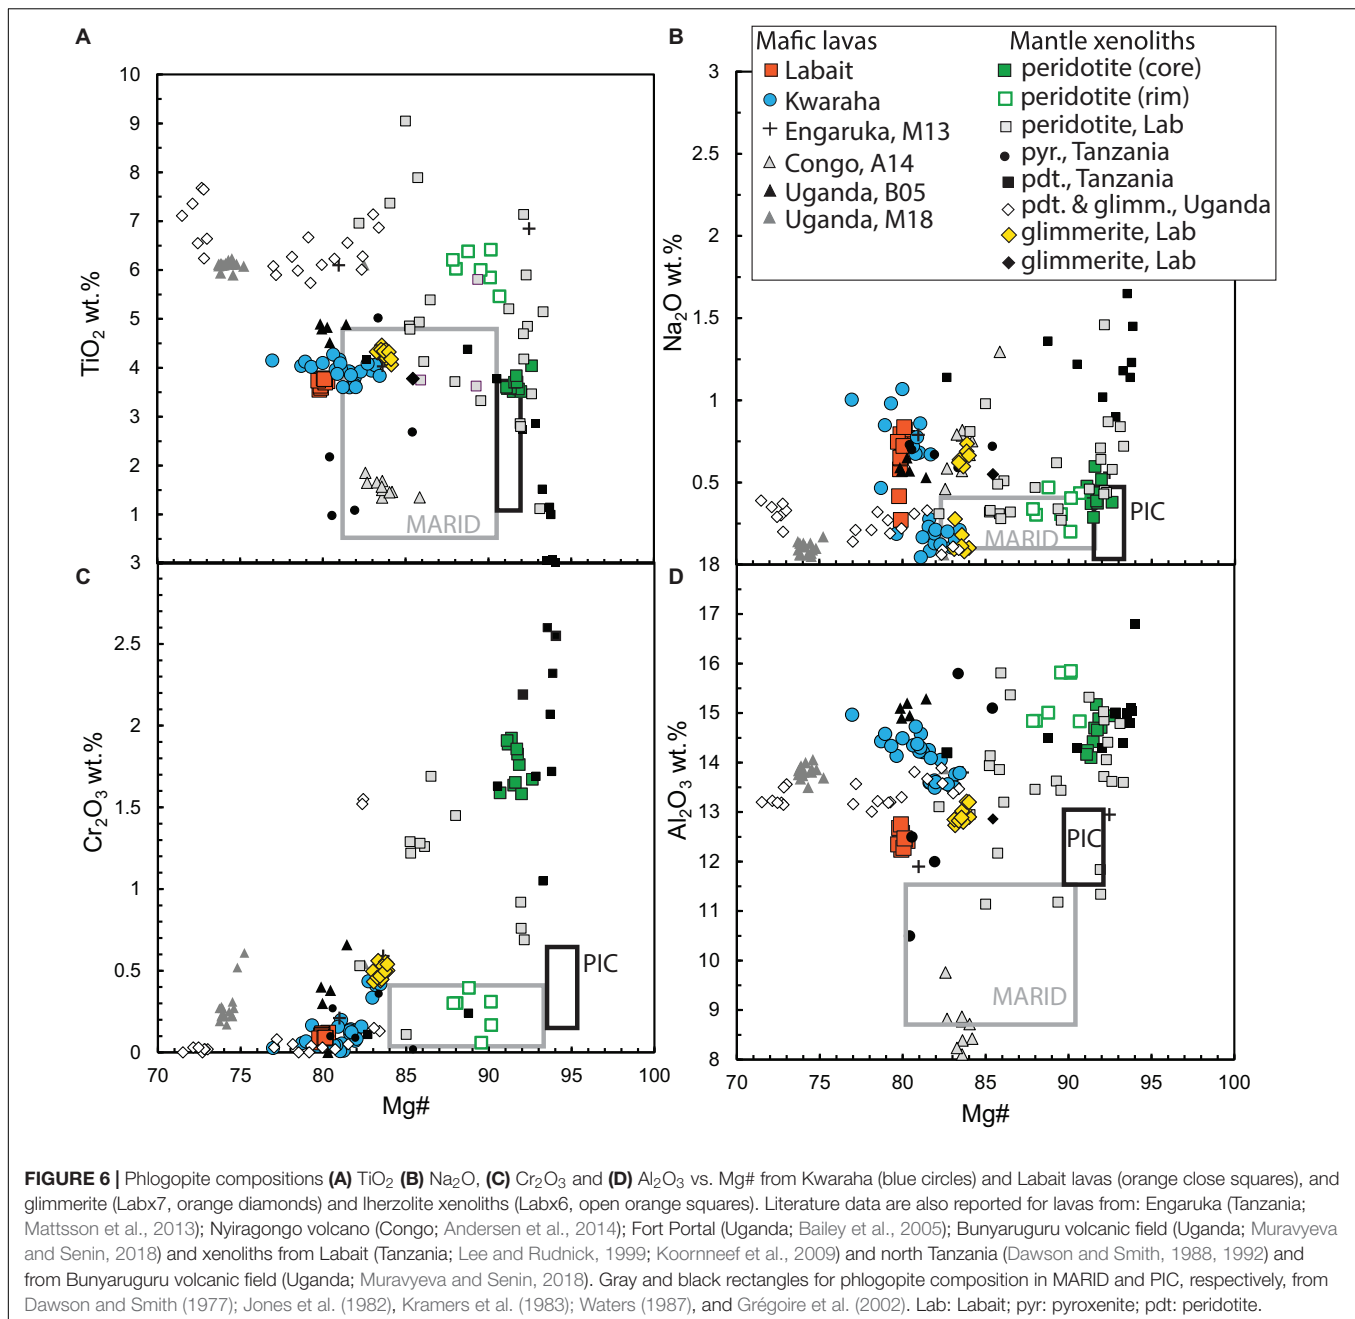 A
B
Mafic lavas
Labait
Kwaraha
Engaruka, M13
Congo, A14
Uganda, B05
Uganda, M18
Mantle xenoliths
peridotite (core)
peridotite (rim)
peridotite, Lab
pyr., Tanzania
pdt., Tanzania
pdt. & glimm., Uganda
glimmerite, Lab
glimmerite, Lab
10
9
8
7
6
5
4
3
2
1
TiO2 wt.%
MARID
3
2.5
2
1.5
1
0.5
Na2O wt.%
MARID
PIC
C
3
2.5
2
1.5
1
0.5
0
Cr2O3 wt.%
PIC
70 75 80 85 90 95 100
Mg#
D
18
17
16
15
14
13
12
11
10
9
8
Al2O3 wt.%
PIC
MARID
70 75 80 85 90 95 100
Mg#
FIGURE 6 | Phlogopite compositions (A) TiO2 (B) Na2O, (C) Cr2O3 and (D) Al2O3 vs. Mg# from Kwaraha (blue circles) and Labait lavas (orange close squares), and
glimmerite (Labx7, orange diamonds) and lherzolite xenoliths (Labx6, open orange squares). Literature data are also reported for lavas from: Engaruka (Tanzania;
Mattsson et al., 2013); Nyiragongo volcano (Congo; Andersen et al., 2014); Fort Portal (Uganda; Bailey et al., 2005); Bunyaruguru volcanic field (Uganda; Muravyeva
and Senin, 2018) and xenoliths from Labait (Tanzania; Lee and Rudnick, 1999; Koornneef et al., 2009) and north Tanzania (Dawson and Smith, 1988, 1992) and
from Bunyaruguru volcanic field (Uganda; Muravyeva and Senin, 2018). Gray and black rectangles for phlogopite composition in MARID and PIC, respectively, from
Dawson and Smith (1977); Jones et al. (1982), Kramers et al. (1983); Waters (1987), and Grégoire et al. (2002). Lab: Labait; pyr: pyroxenite; pdt: peridotite.